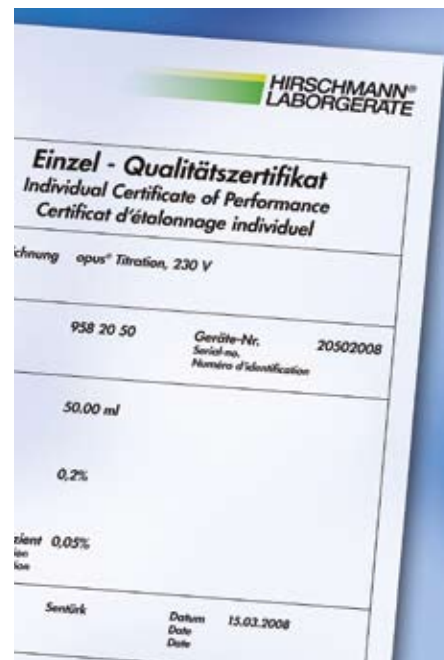 HIRSCHMANN®
LABORGERÄTE
Einzel - Qualitätszertifikat
Individual Certificate of Performance
Certificat d'étalonnage individuel
chnung opus® Titration, 230 V
958 20 50 Geräte-Nr. 20502008
Serial-no.
Numéro d'identification
50.00 ml
0,2%
zient 0,05%
ion
ion
Sentürk Datum 15.03.2008
Date
Date